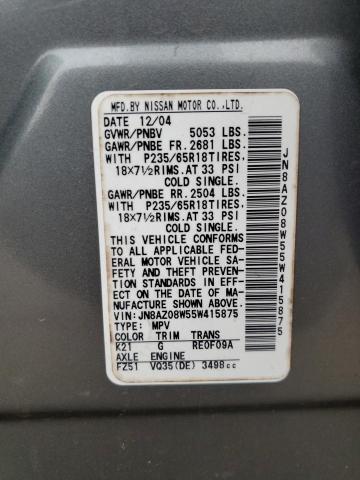 MFD.BY NISSAN MOTOR CO.,LTD.
DATE 12/04
GVWR/PNBV 5053 LBS.
GAWR/PNBE FR.2681 LBS.
WITH P235/65R18TIRES,
18×7½RIMS,AT 33 PSI
COLD SINGLE.
GAWR/PNBE RR.2504 LBS.
WITH P235/65R18TIRES,
18×7½RIMS,AT 33 PSI
COLD SINGLE.
THIS VEHICLE CONFORMS
TO ALL APPLICABLE FED-
ERAL MOTOR VEHICLE SA-
FETY AND THEFT PREVEN-
TION STANDARDS IN EFF-
ECT ON THE DATE OF MA-
NUFACTURE SHOWN ABOVE.
VIN:JN8AZ08W55W415875
TYPE: MPV
COLOR TRIM TRANS
K21 G RE0F09A
AXLE ENGINE
FZ51 VQ35(DE) 3498cc
JN8AZ08W55W415875